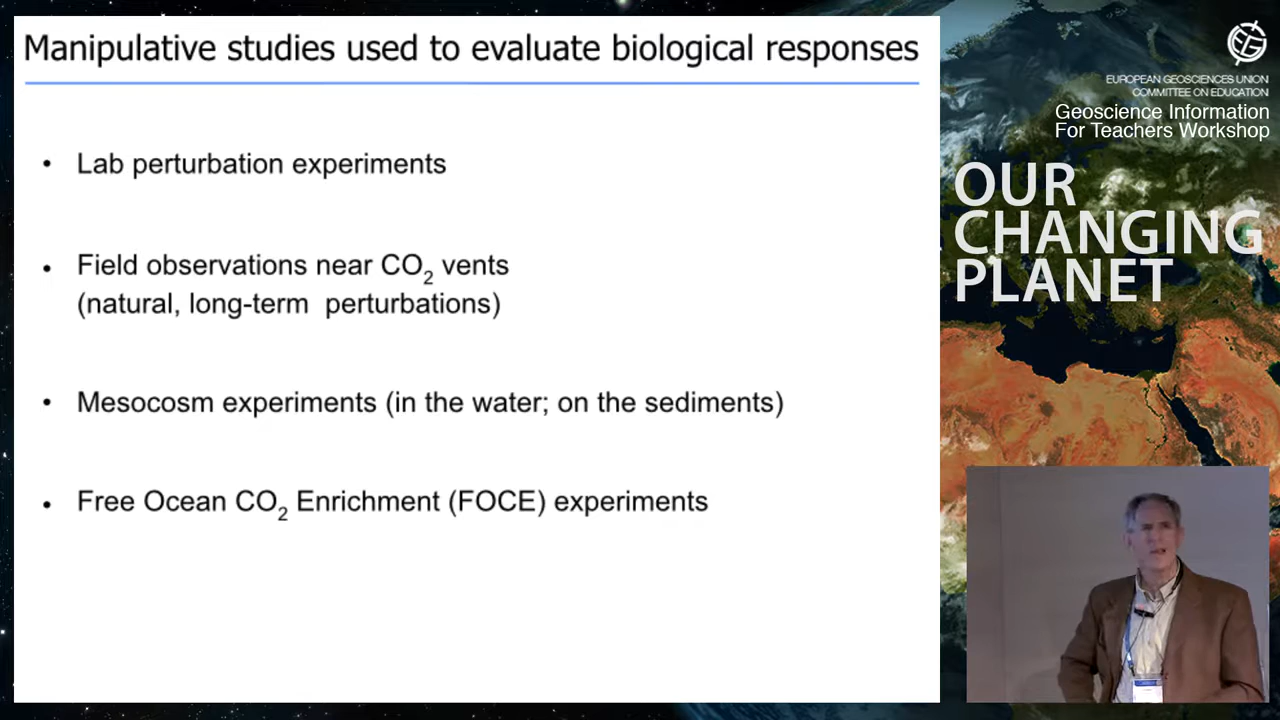 Manipulative studies used to evaluate biological responses
• Lab perturbation experiments
• Field observations near CO₂ vents
(natural, long-term perturbations)
• Mesocosm experiments (in the water; on the sediments)
• Free Ocean CO₂ Enrichment (FOCE) experiments
EUROPEAN GEOSCIENCES UNION
COMMITTEE ON EDUCATION
Geoscience Information
For Teachers Workshop
OUR
CHANGING
PLANET